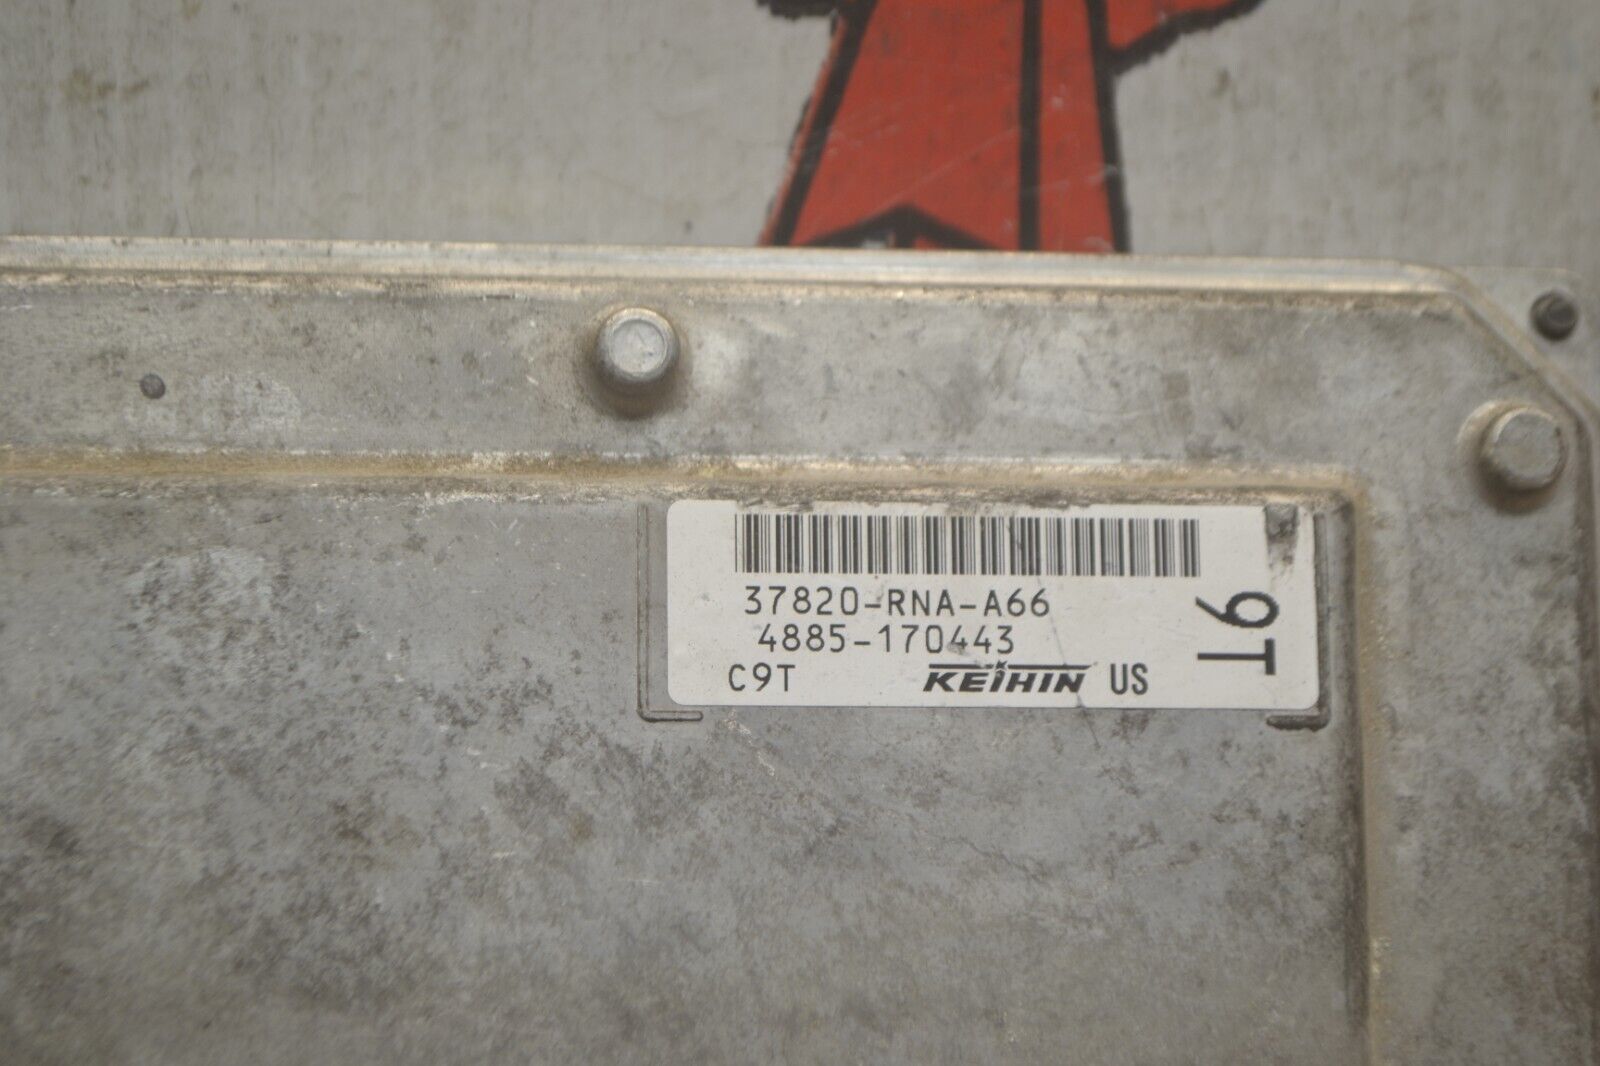 37820-RNA-A66
4885-170443
C9T KEIHIN US
9T